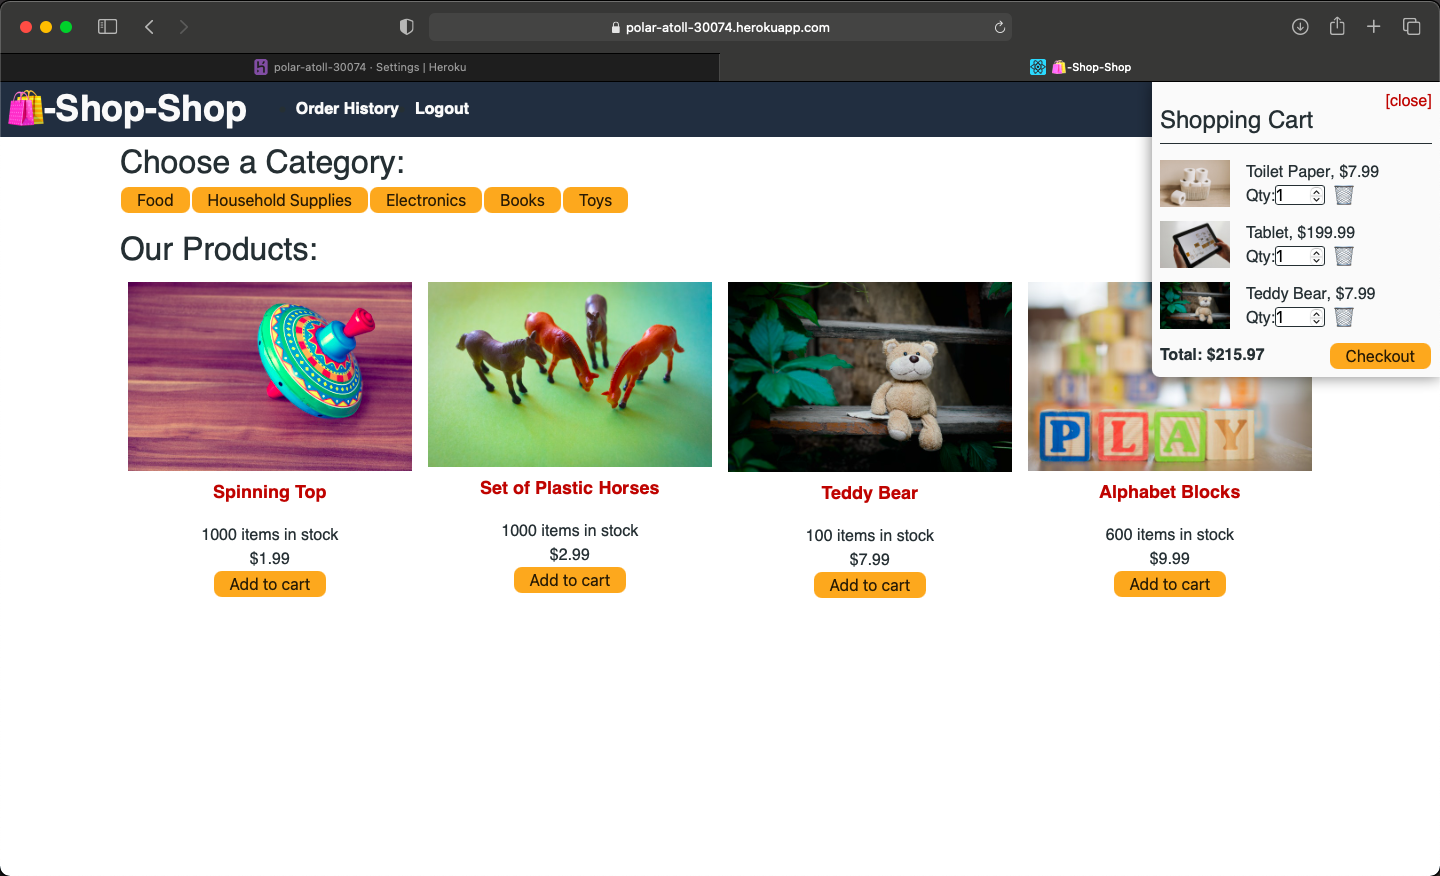 polar-atoll-30074.herokuapp.com
polar-atoll-30074 · Settings | Heroku
🛍️-Shop-Shop
🛍️-Shop-Shop
Order History
Logout
Choose a Category:
Food
Household Supplies
Electronics
Books
Toys
Our Products:
Spinning Top
1000 items in stock
$1.99
Add to cart
Set of Plastic Horses
1000 items in stock
$2.99
Add to cart
Teddy Bear
100 items in stock
$7.99
Add to cart
PLAY
Alphabet Blocks
600 items in stock
$9.99
Add to cart
[close]
Shopping Cart
Toilet Paper, $7.99
Qty:1
Tablet, $199.99
Qty:1
Teddy Bear, $7.99
Qty:1
Total: $215.97
Checkout